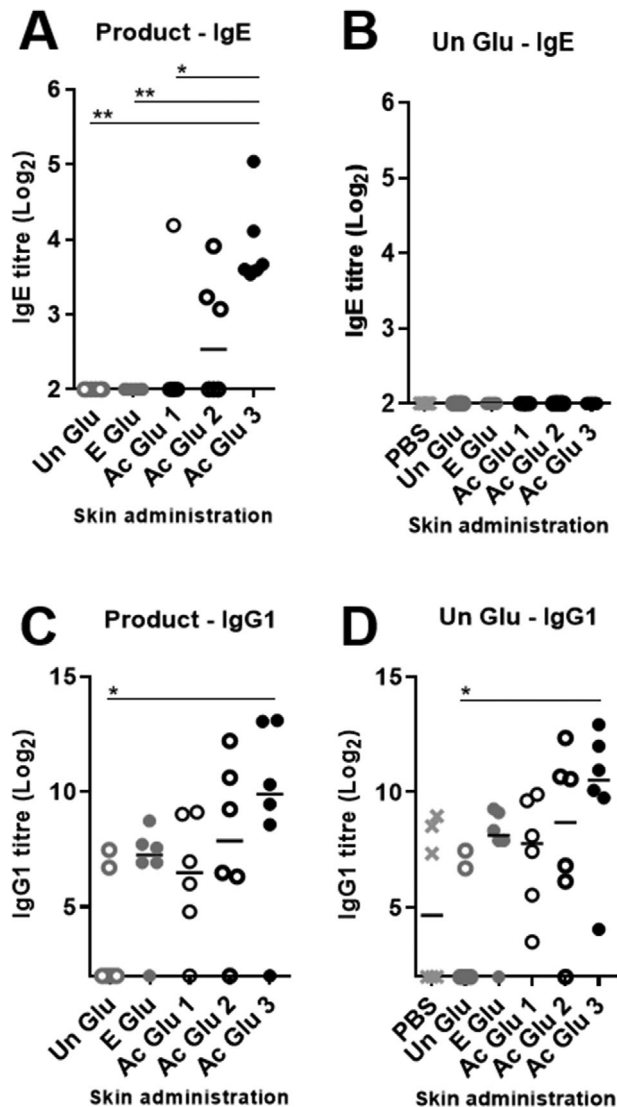 A
Product - IgE
* 
**
**
IgE titre (Log2)
6
5
4
3
2
Un Glu
E Glu
Ac Glu 1
Ac Glu 2
Ac Glu 3
Skin administration
B
Un Glu - IgE
IgE titre (Log2)
6
5
4
3
2
PBS
Un Glu
E Glu
Ac Glu 1
Ac Glu 2
Ac Glu 3
Skin administration
C
Product - IgG1
*
IgG1 titre (Log2)
15
10
5
Un Glu
E Glu
Ac Glu 1
Ac Glu 2
Ac Glu 3
Skin administration
D
Un Glu - IgG1
*
IgG1 titre (Log2)
15
10
5
PBS
Un Glu
E Glu
Ac Glu 1
Ac Glu 2
Ac Glu 3
Skin administration